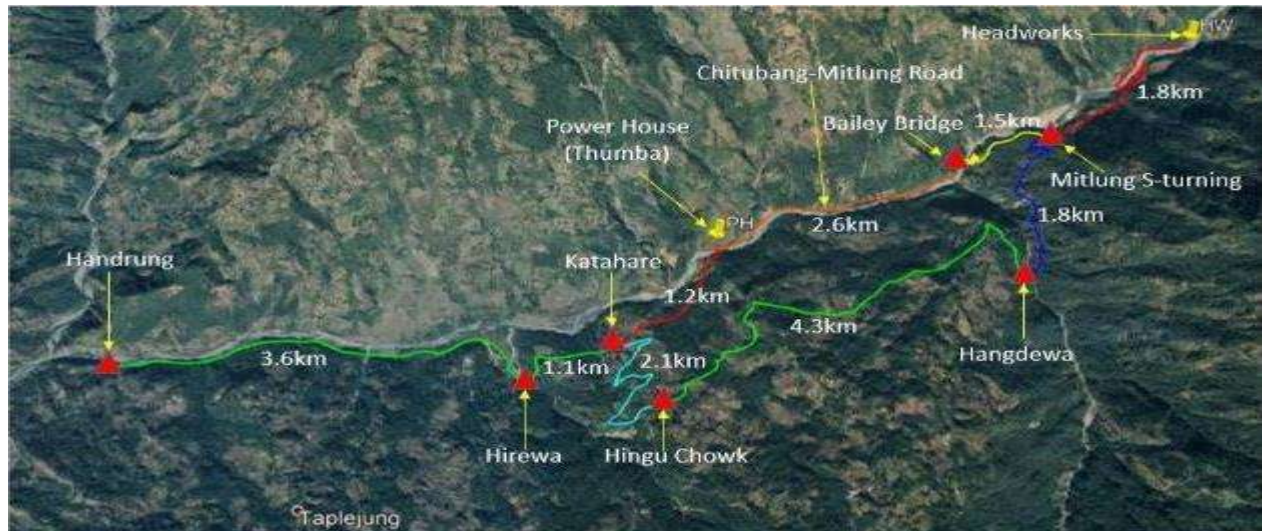 HW
Headworks
Chitubang-Mitlung Road
1.8km
Bailey Bridge
1.5km
Power House
(Thumba)
Mitlung S-turning
PH
2.6km
1.8km
Handrung
Katahare
1.2km
4.3km
Hangdewa
3.6km
1.1km
2.1km
Hirewa
Hingu Chowk
Taplejung